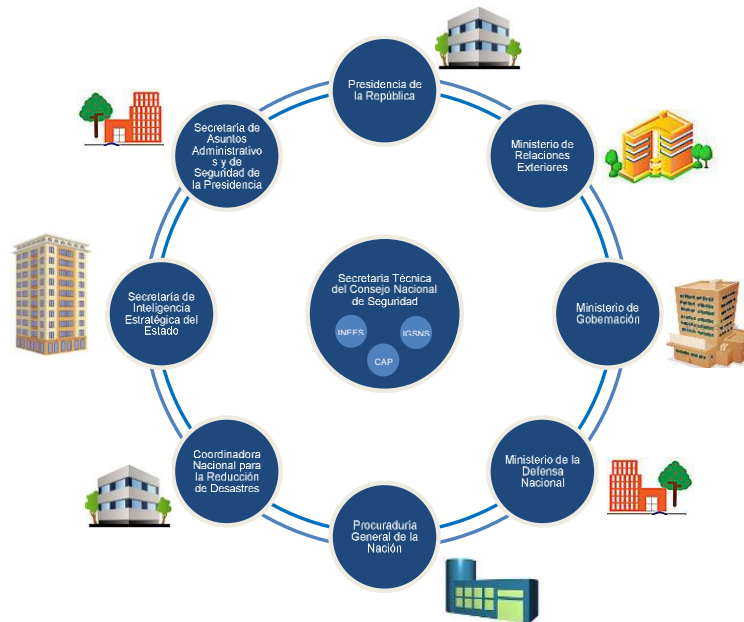 Presidencia de
la República
Ministerio de
Relaciones
Exteriores
Ministerio de
Gobernación
Ministerio de la
Defensa
Nacional
Procuraduría
General de la
Nación
Coordinadora
Nacional para
la Reducción
de Desastres
Secretaría de
Inteligencia
Estratégica del
Estado
Secretaría de
Asuntos
Administrativo
s y de
Seguridad de
la Presidencia
Secretaría Técnica
del Consejo Nacional
de Seguridad
INEES
IGSNS
CAP